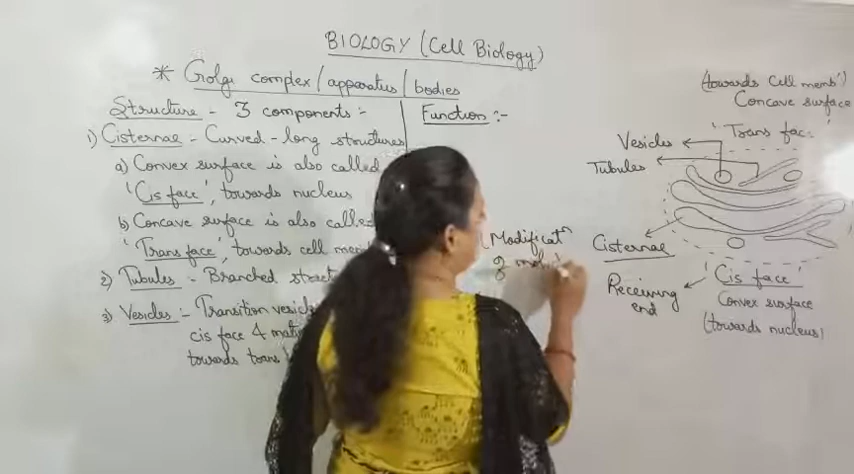 BIOLOGY (Cell Biology)
* Golgi complex / apparatus / bodies
Structure - 3 components :-
1) Cisternae - Curved - long structures
a) Convex surface is also called
'Cis face', towards nucleus
b) Concave surface is also called
'Trans face', towards cell
2) Tubules - Branched
3) Vesicles :- Transition
cis face &
towards trans
Function :-
(Modificatn
of
(towards Cell memb')
Concave surface
'Trans fac
Vesicles
Tubules
Cisternae
Receiving
end
'Cis face'
Convex surface
(towards nucleus)